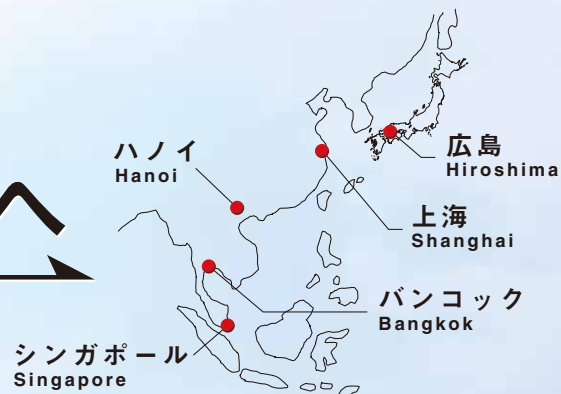 ハノイ
Hanoi
広島
Hiroshima
上海
Shanghai
へ
バンコック
Bangkok
シンガポール
Singapore